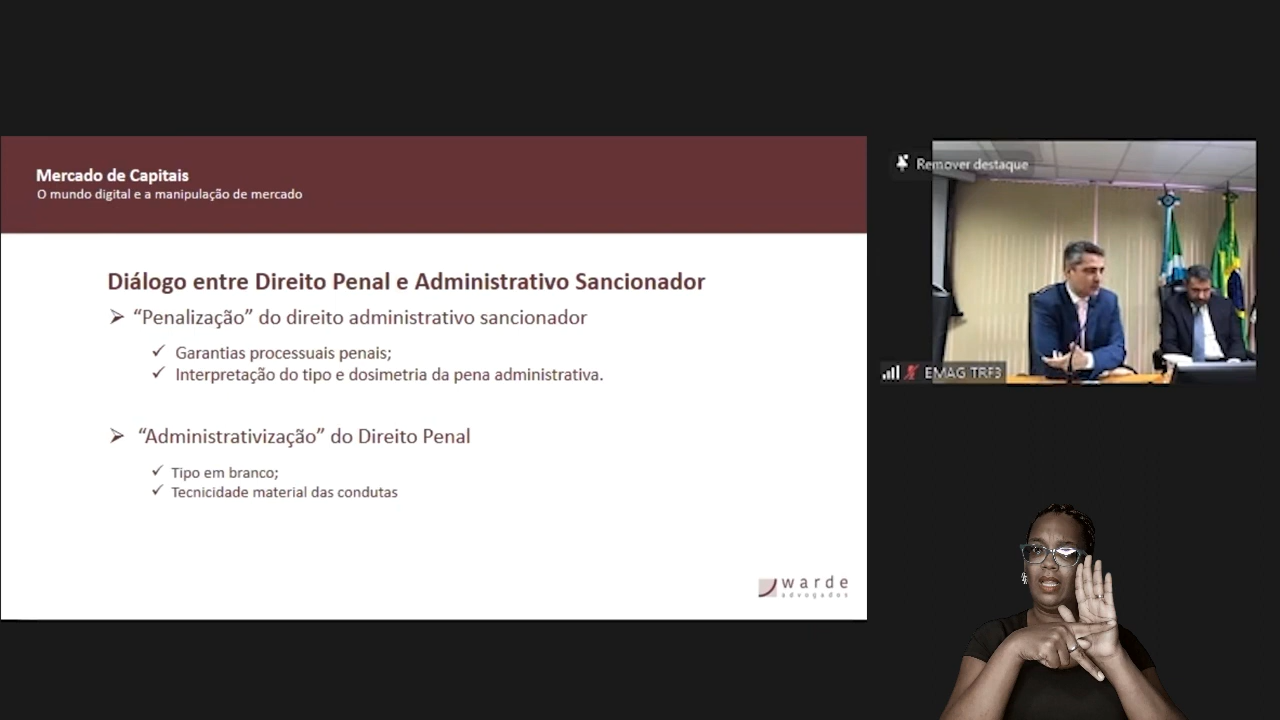 Mercado de Capitais
O mundo digital e a manipulação de mercado
Diálogo entre Direito Penal e Administrativo Sancionador
“Penalização” do direito administrativo sancionador
Garantias processuais penais;
Interpretação do tipo e dosimetria da pena administrativa.
“Administrativização” do Direito Penal
Tipo em branco;
Tecnicidade material das condutas
warde
advogados
Remover destaque
EMAG TRF3